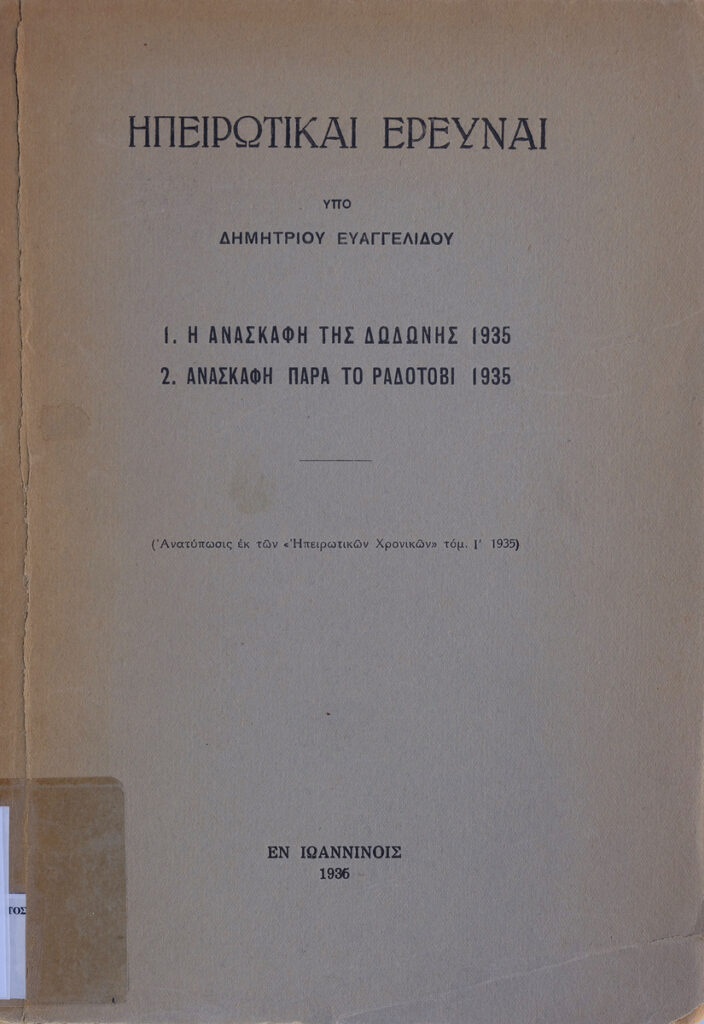 ΗΠΕΙΡΩΤΙΚΑΙ ΕΡΕΥΝΑΙ
ΥΠΟ
ΔΗΜΗΤΡΙΟΥ ΕΥΑΓΓΕΛΙΔΟΥ
1. Η ΑΝΑΣΚΑΦΗ ΤΗΣ ΔΩΔΩΝΗΣ 1935
2. ΑΝΑΣΚΑΦΗ ΠΑΡΑ ΤΟ ΡΑΔΟΤΟΒΙ 1935
(Ἀνατύπωσις ἐκ τῶν «Ἠπειρωτικῶν Χρονικῶν» τόμ. Ι' 1935)
ΕΝ ΙΩΑΝΝΙΝΟΙΣ
1936
ΤΟΣ